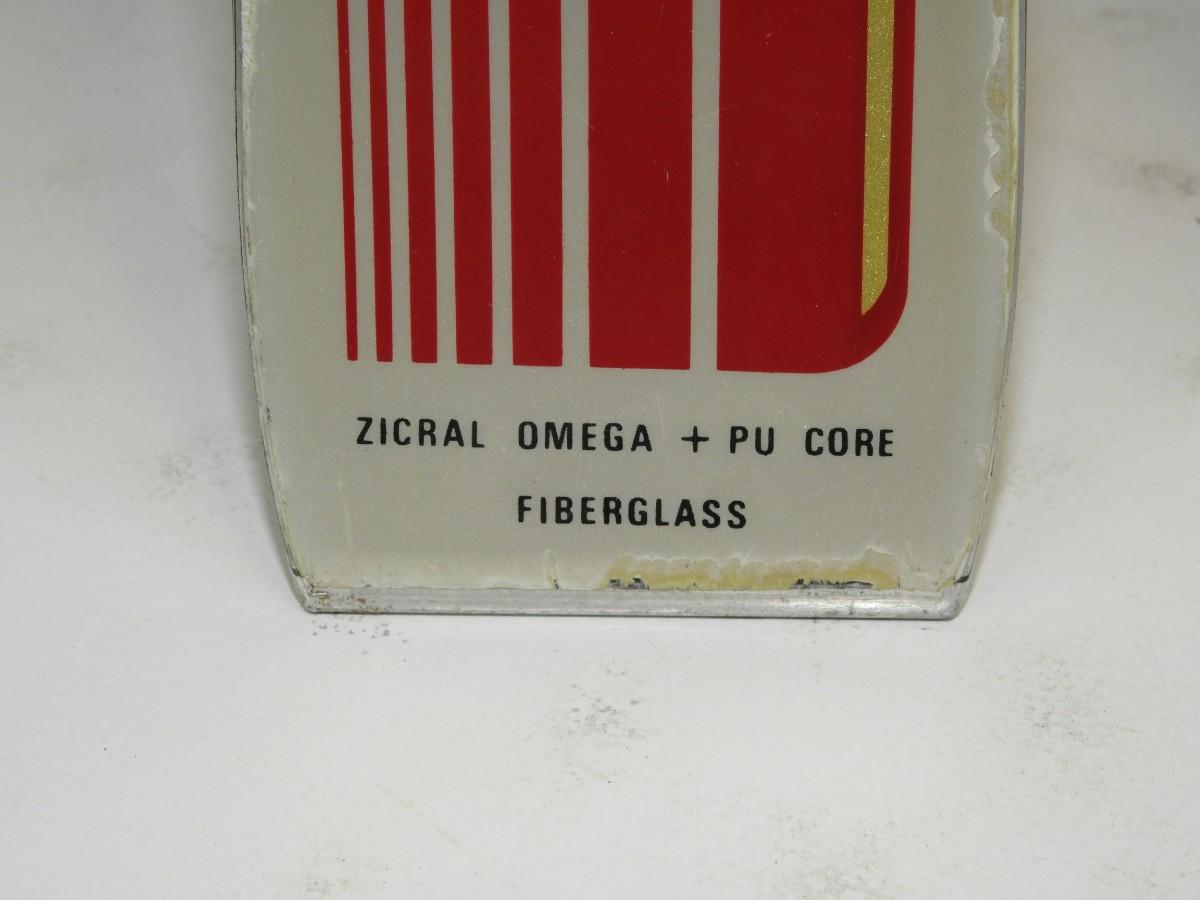 ZICRAL OMEGA + PU CORE
FIBERGLASS